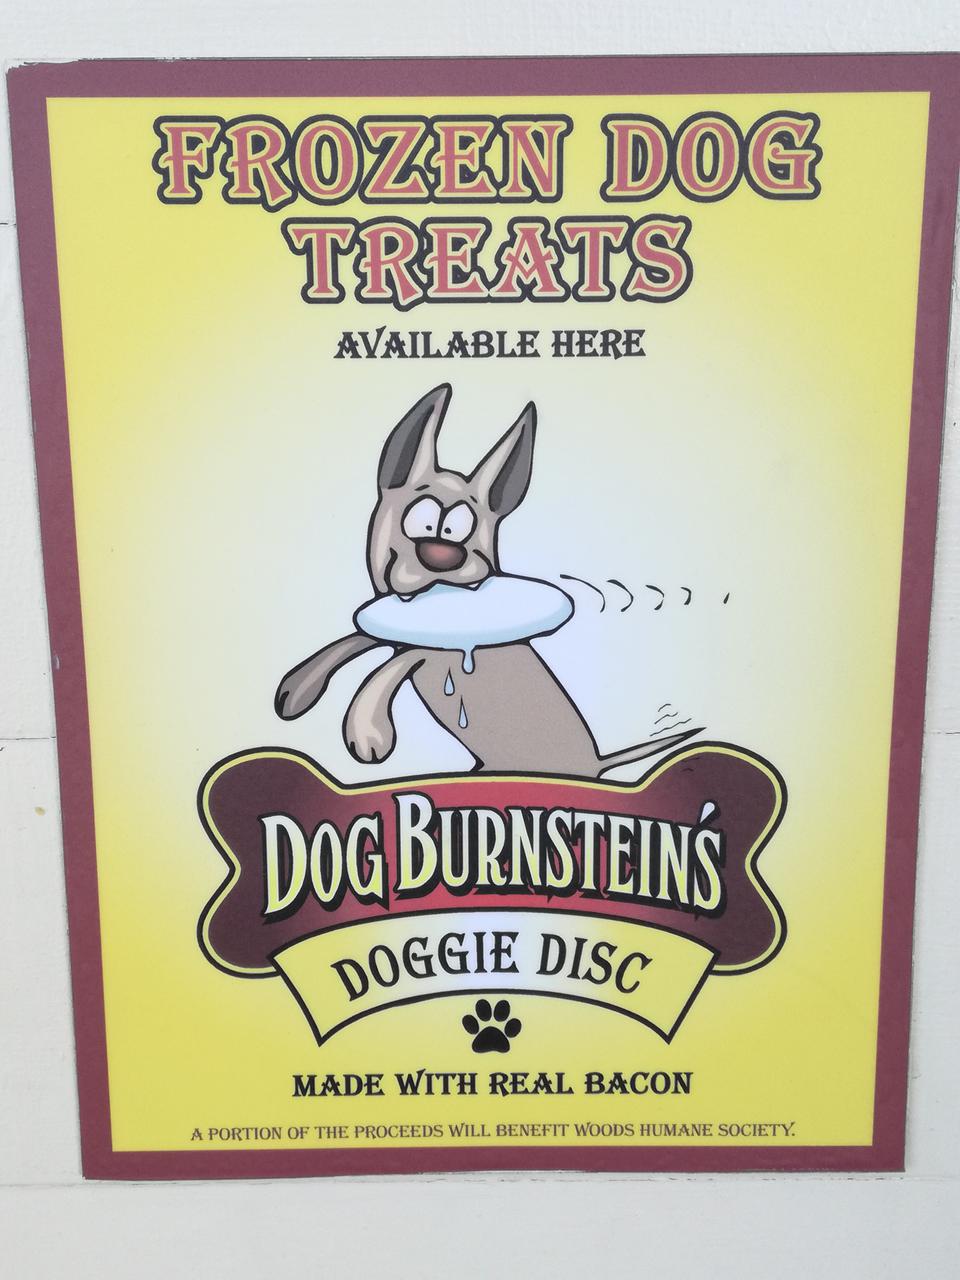 FROZEN DOG
TREATS
AVAILABLE HERE
DOG BURNSTEIN'S
DOGGIE DISC
MADE WITH REAL BACON
A PORTION OF THE PROCEEDS WILL BENEFIT WOODS HUMANE SOCIETY.